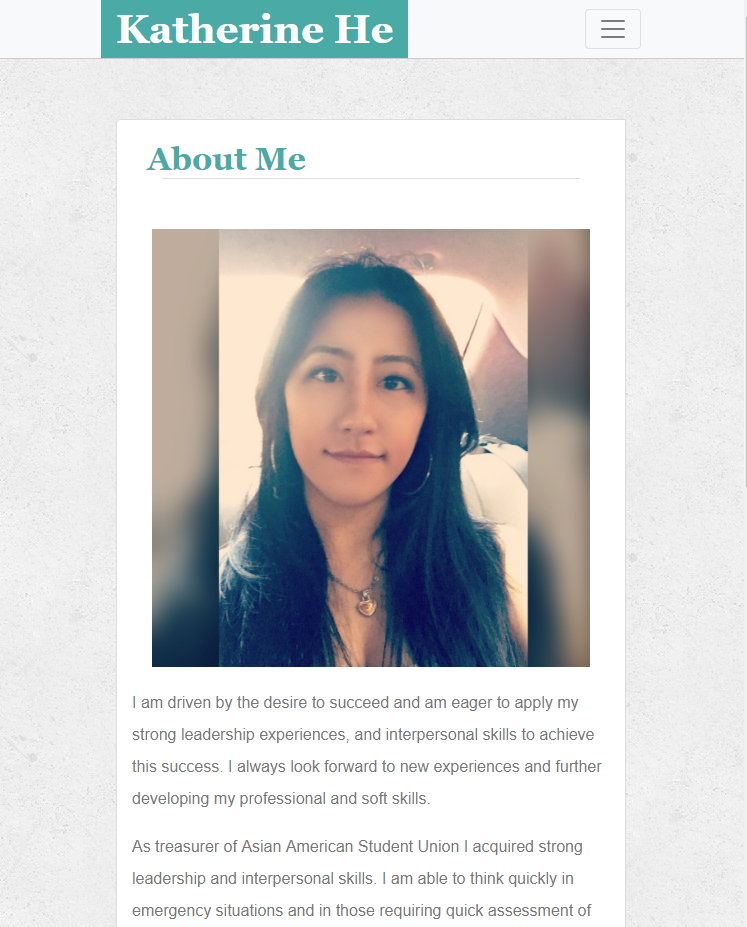 Katherine He
About Me
I am driven by the desire to succeed and am eager to apply my
strong leadership experiences, and interpersonal skills to achieve
this success. I always look forward to new experiences and further
developing my professional and soft skills.
As treasurer of Asian American Student Union I acquired strong
leadership and interpersonal skills. I am able to think quickly in
emergency situations and in those requiring quick assessment of